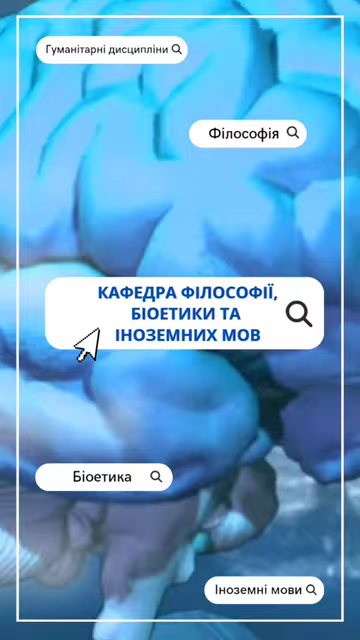 Гуманітарні дисципліни
Філософія
КАФЕДРА ФІЛОСОФІЇ,
БІОЕТИКИ ТА
ІНОЗЕМНИХ МОВ
Біоетика
Іноземні мови